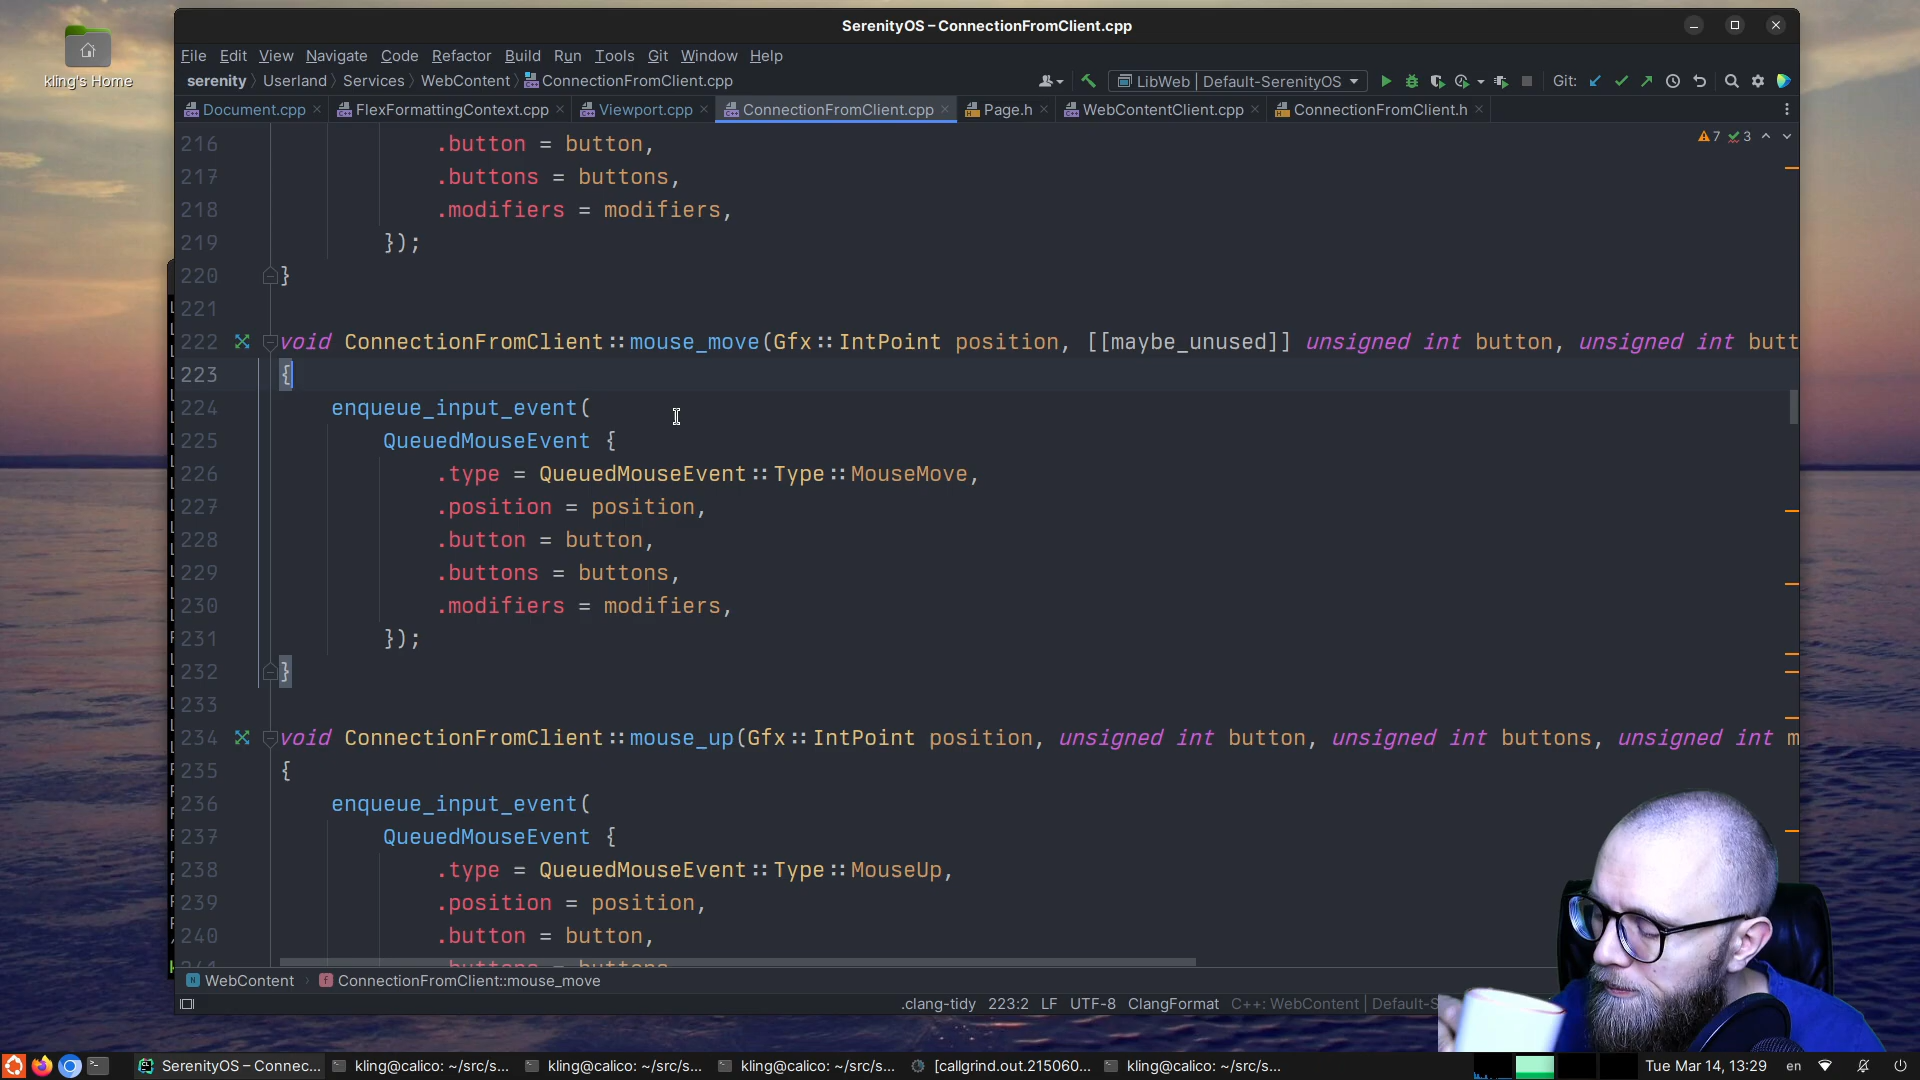 kling's Home
SerenityOS – ConnectionFromClient.cpp
File Edit View Navigate Code Refactor Build Run Tools Git Window Help
serenity Userland Services WebContent ConnectionFromClient.cpp
LibWeb | Default-SerenityOS
Git:
Document.cpp FlexFormattingContext.cpp Viewport.cpp ConnectionFromClient.cpp Page.h WebContentClient.cpp ConnectionFromClient.h
7 3
216 .button = button,
217 .buttons = buttons,
218 .modifiers = modifiers,
219 });
220 }
221
222 void ConnectionFromClient::mouse_move(Gfx::IntPoint position, [[maybe_unused]] unsigned int button, unsigned int butt
223 {
224 enqueue_input_event(
225 QueuedMouseEvent {
226 .type = QueuedMouseEvent::Type::MouseMove,
227 .position = position,
228 .button = button,
229 .buttons = buttons,
230 .modifiers = modifiers,
231 });
232 }
233
234 void ConnectionFromClient::mouse_up(Gfx::IntPoint position, unsigned int button, unsigned int buttons, unsigned int m
235 {
236 enqueue_input_event(
237 QueuedMouseEvent {
238 .type = QueuedMouseEvent::Type::MouseUp,
239 .position = position,
240 .button = button,
WebContent ConnectionFromClient::mouse_move
.clang-tidy 223:2 LF UTF-8 ClangFormat C++: WebContent | Default-S
SerenityOS – Connec... kling@calico: ~/src/s... kling@calico: ~/src/s... kling@calico: ~/src/s... [callgrind.out.215060... kling@calico: ~/src/s...
Tue Mar 14, 13:29 en